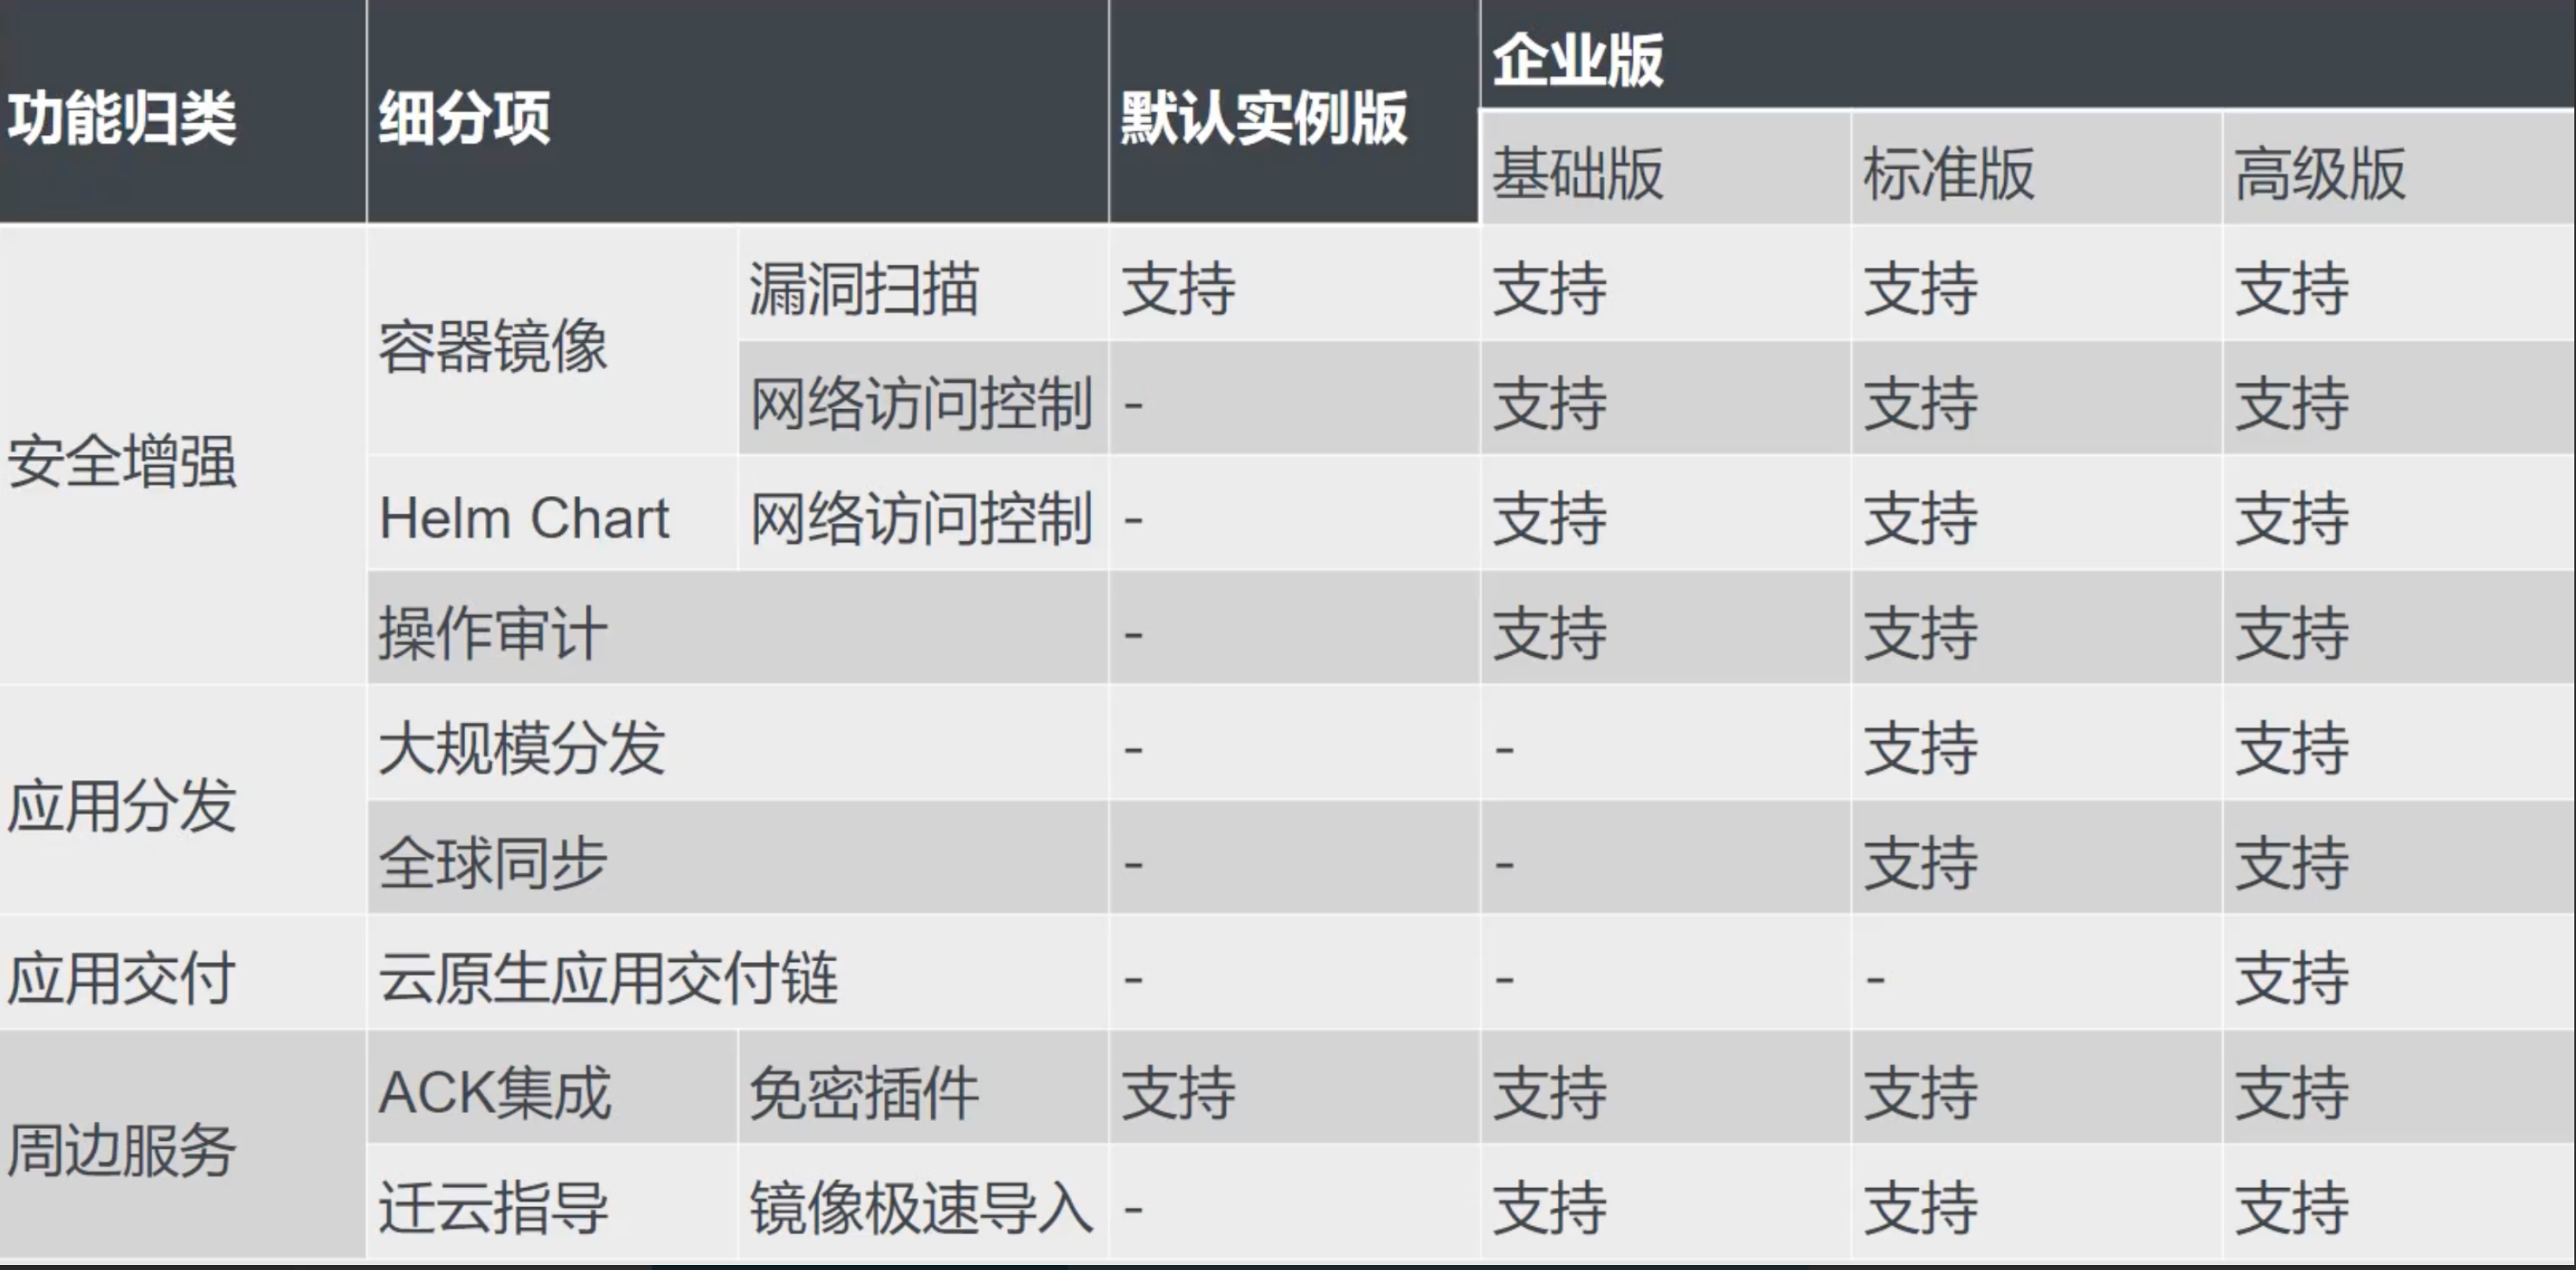 功能归类 细分项 默认实例版 企业版
基础版 标准版 高级版
安全增强 容器镜像 漏洞扫描 支持 支持 支持 支持
网络访问控制 - 支持 支持 支持
Helm Chart 网络访问控制 - 支持 支持 支持
操作审计 - 支持 支持 支持
应用分发 大规模分发 - - 支持 支持
全球同步 - - 支持 支持
应用交付 云原生应用交付链 - - - 支持
周边服务 ACK集成 免密插件 支持 支持 支持 支持
迁云指导 镜像极速导入 - 支持 支持 支持